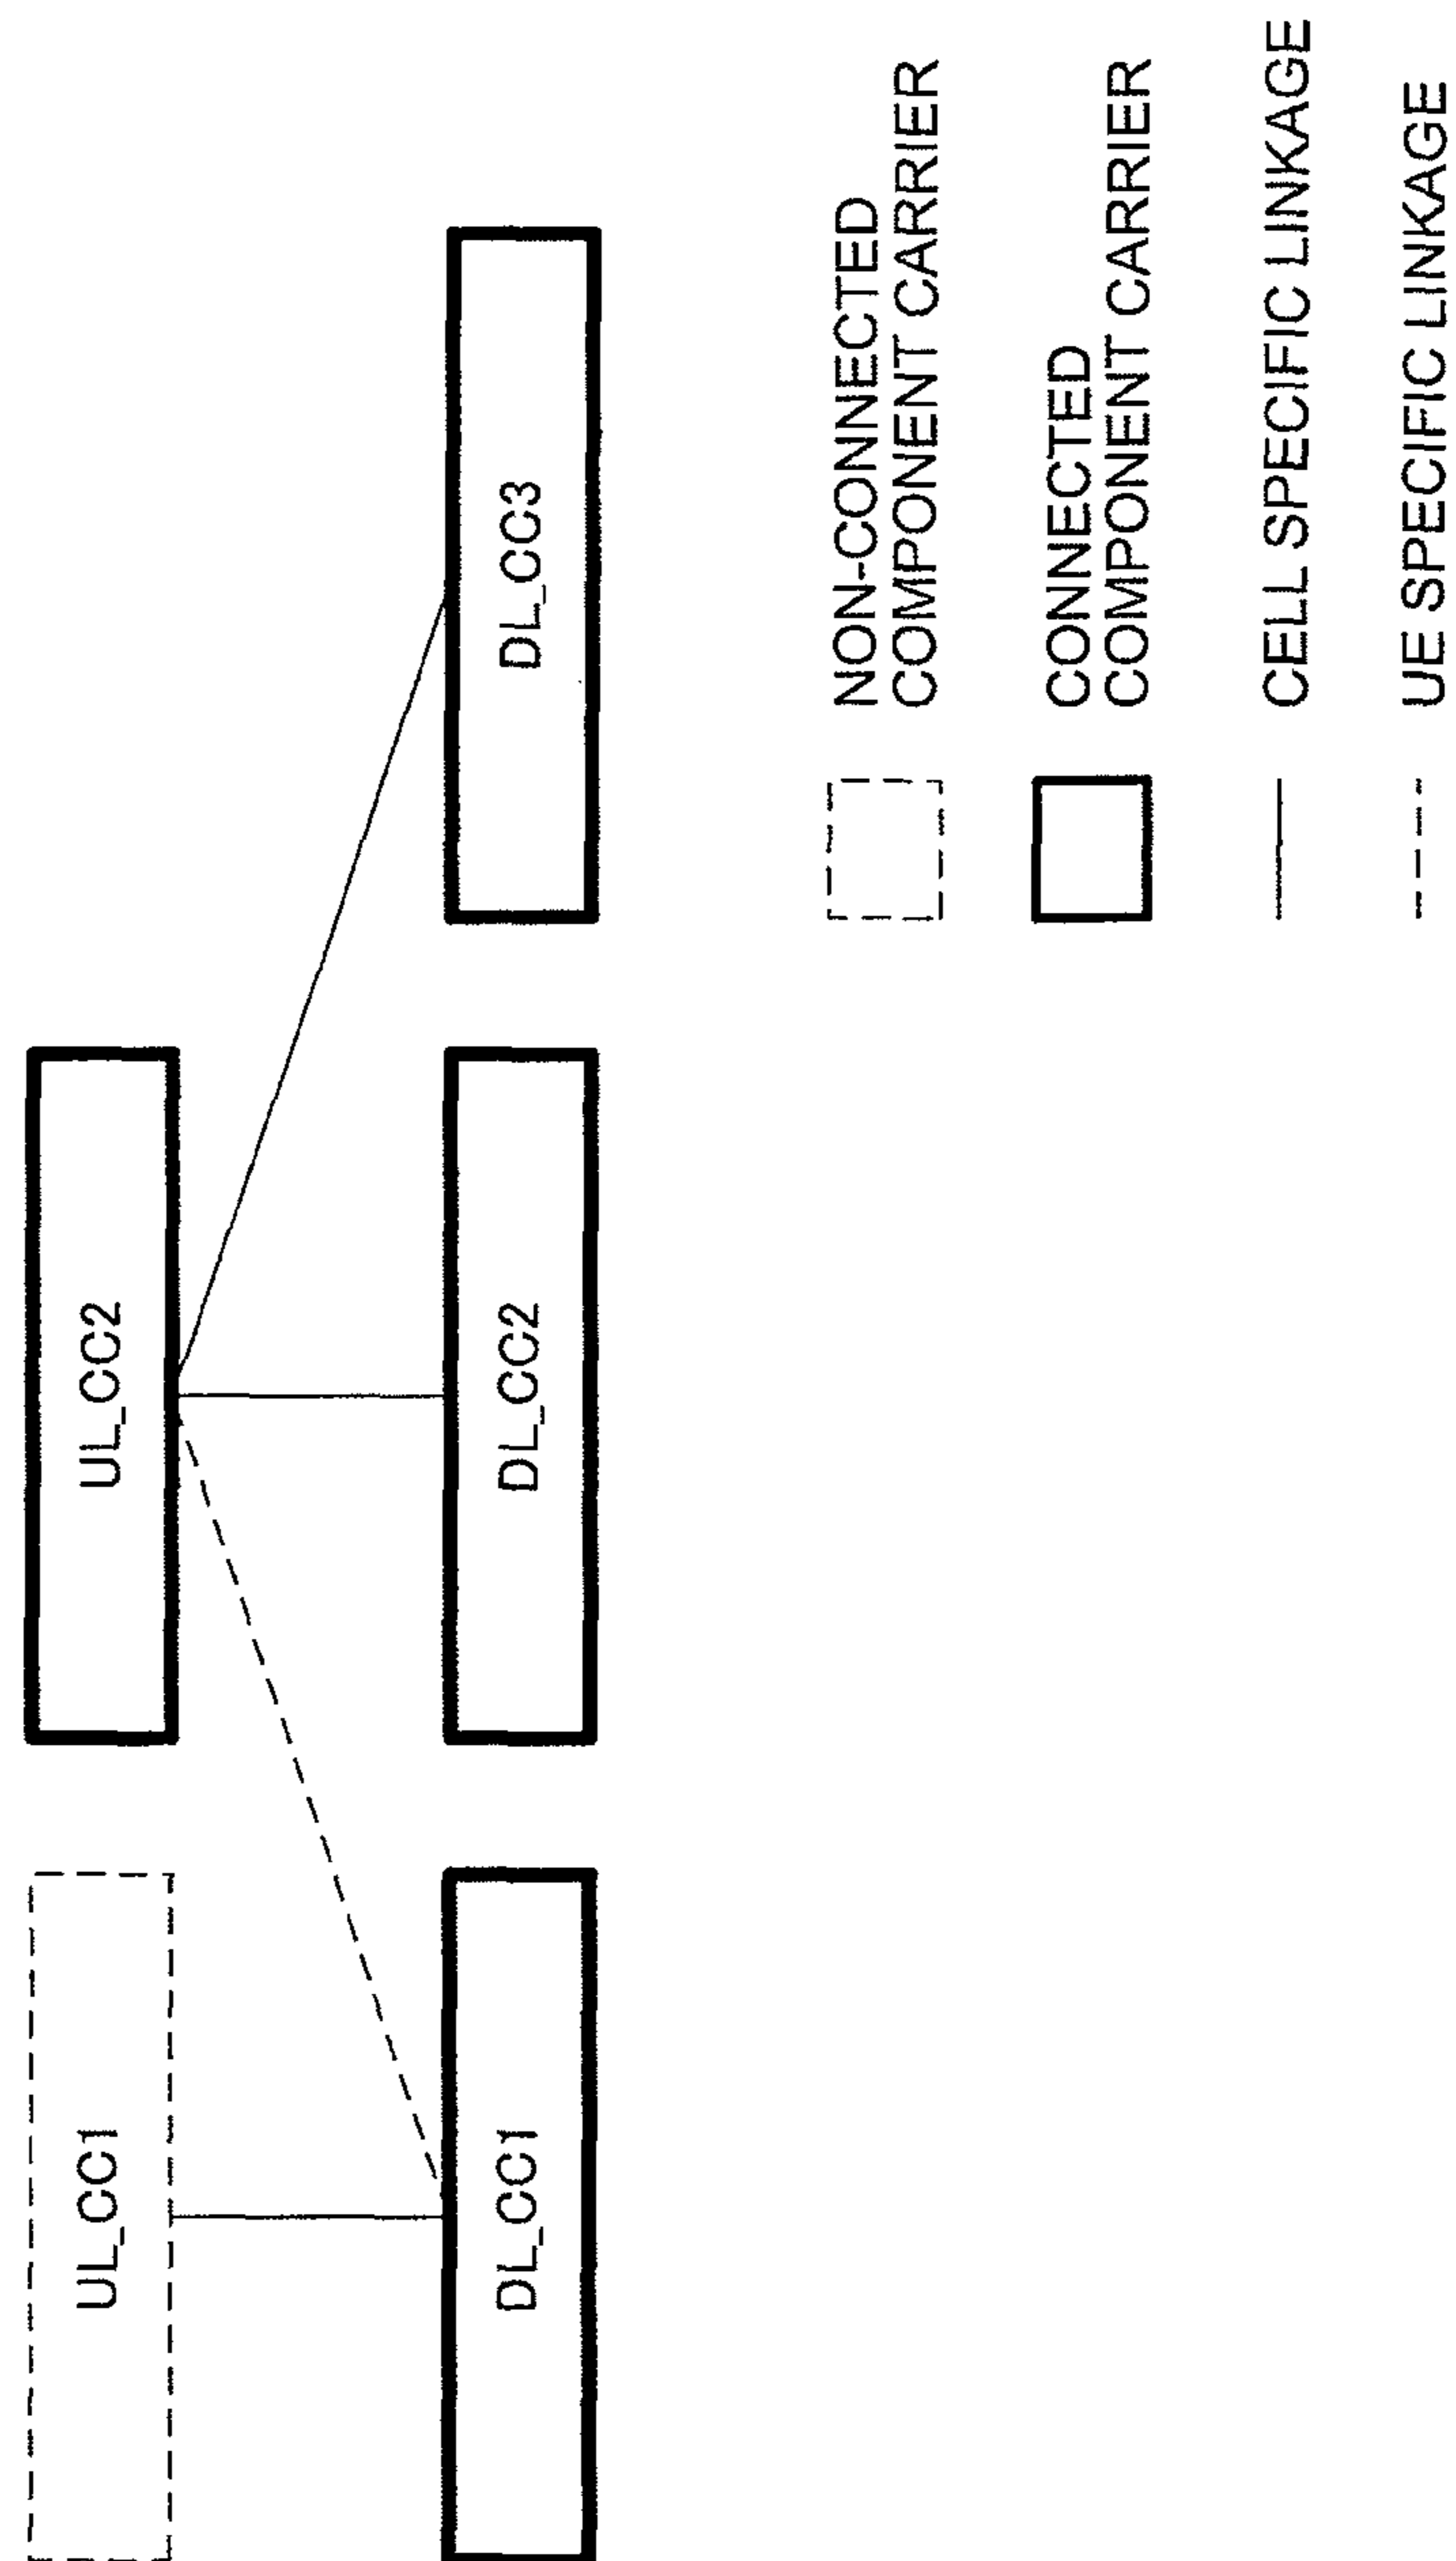 UL_CC1
UL_CC2
DL_CC1
DL_CC2
DL_CC3
NON-CONNECTED
COMPONENT CARRIER
CONNECTED
COMPONENT CARRIER
CELL SPECIFIC LINKAGE
UE SPECIFIC LINKAGE